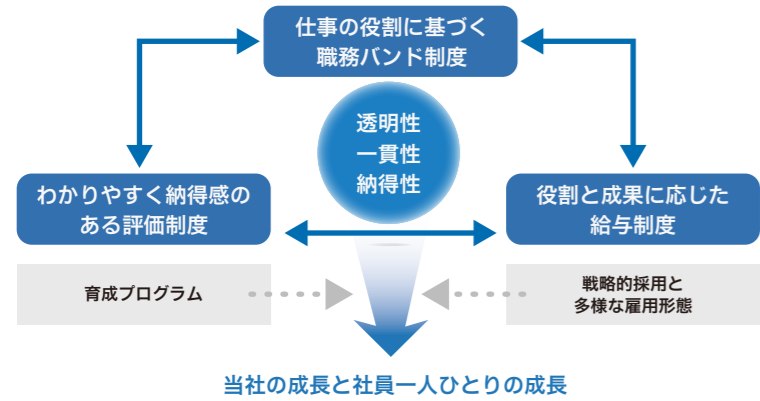 仕事の役割に基づく
職務バンド制度
透明性
一貫性
納得性
わかりやすく納得感の
ある評価制度
役割と成果に応じた
給与制度
育成プログラム
戦略的採用と
多様な雇用形態
当社の成長と社員一人ひとりの成長